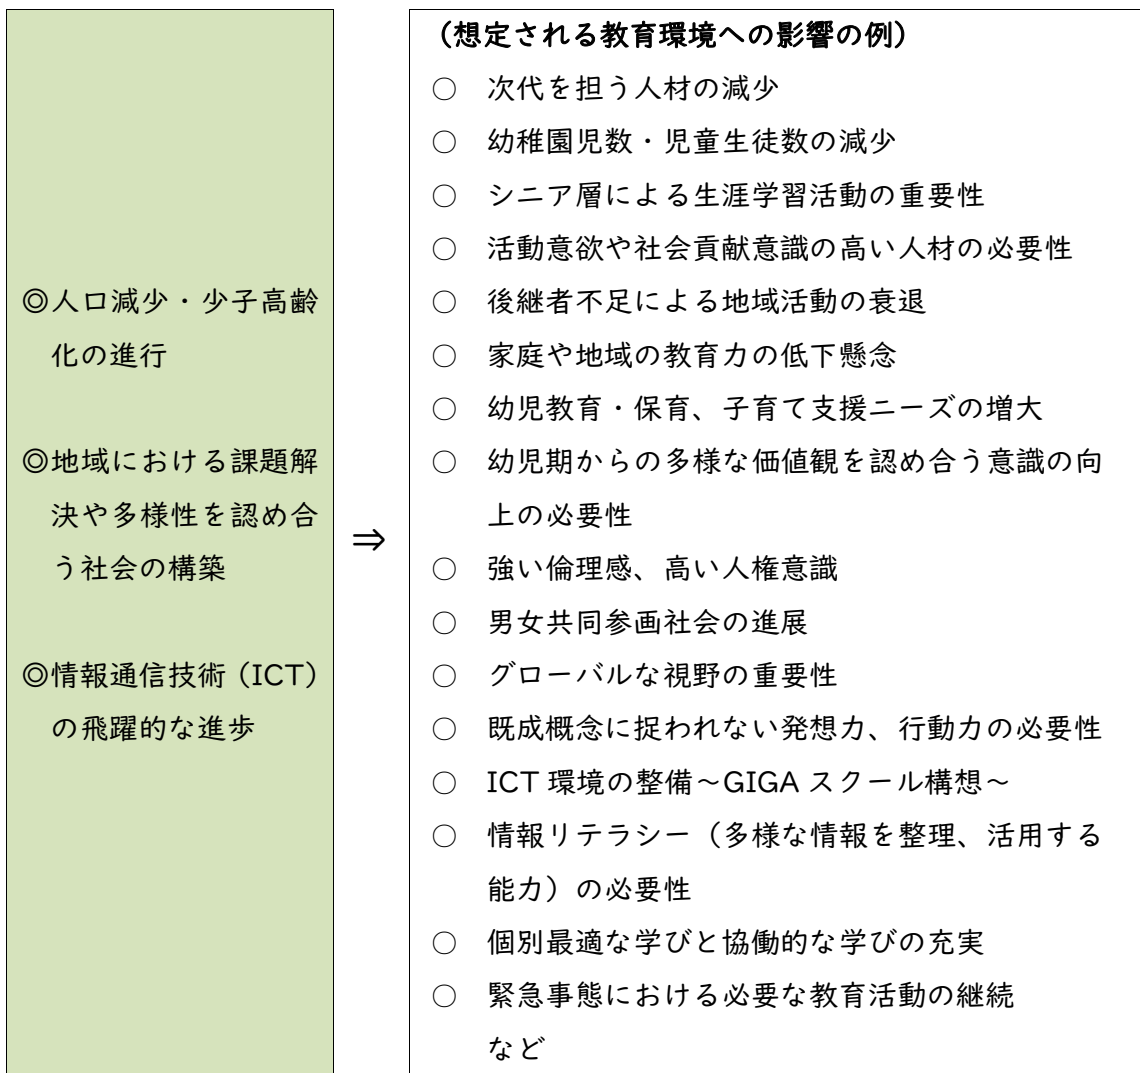 ◎人口減少・少子高齢
化の進行
◎地域における課題解
決や多様性を認め合
う社会の構築
◎情報通信技術（ICT）
の飛躍的な進歩
⇒
（想定される教育環境への影響の例）
○　次代を担う人材の減少
○　幼稚園児数・児童生徒数の減少
○　シニア層による生涯学習活動の重要性
○　活動意欲や社会貢献意識の高い人材の必要性
○　後継者不足による地域活動の衰退
○　家庭や地域の教育力の低下懸念
○　幼児教育・保育、子育て支援ニーズの増大
○　幼児期からの多様な価値観を認め合う意識の向
上の必要性
○　強い倫理感、高い人権意識
○　男女共同参画社会の進展
○　グローバルな視野の重要性
○　既成概念に捉われない発想力、行動力の必要性
○　ICT 環境の整備～GIGA スクール構想～
○　情報リテラシー（多様な情報を整理、活用する
能力）の必要性
○　個別最適な学びと協働的な学びの充実
○　緊急事態における必要な教育活動の継続
など